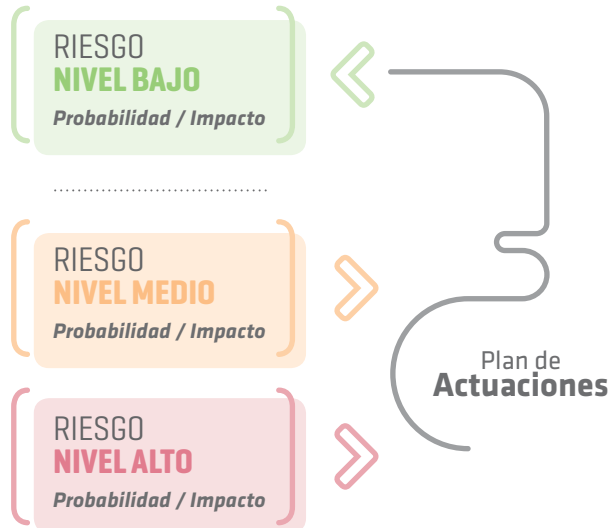 RIESGO
NIVEL BAJO
Probabilidad / Impacto
RIESGO
NIVEL MEDIO
Probabilidad / Impacto
Plan de
Actuaciones
RIESGO
NIVEL ALTO
Probabilidad / Impacto